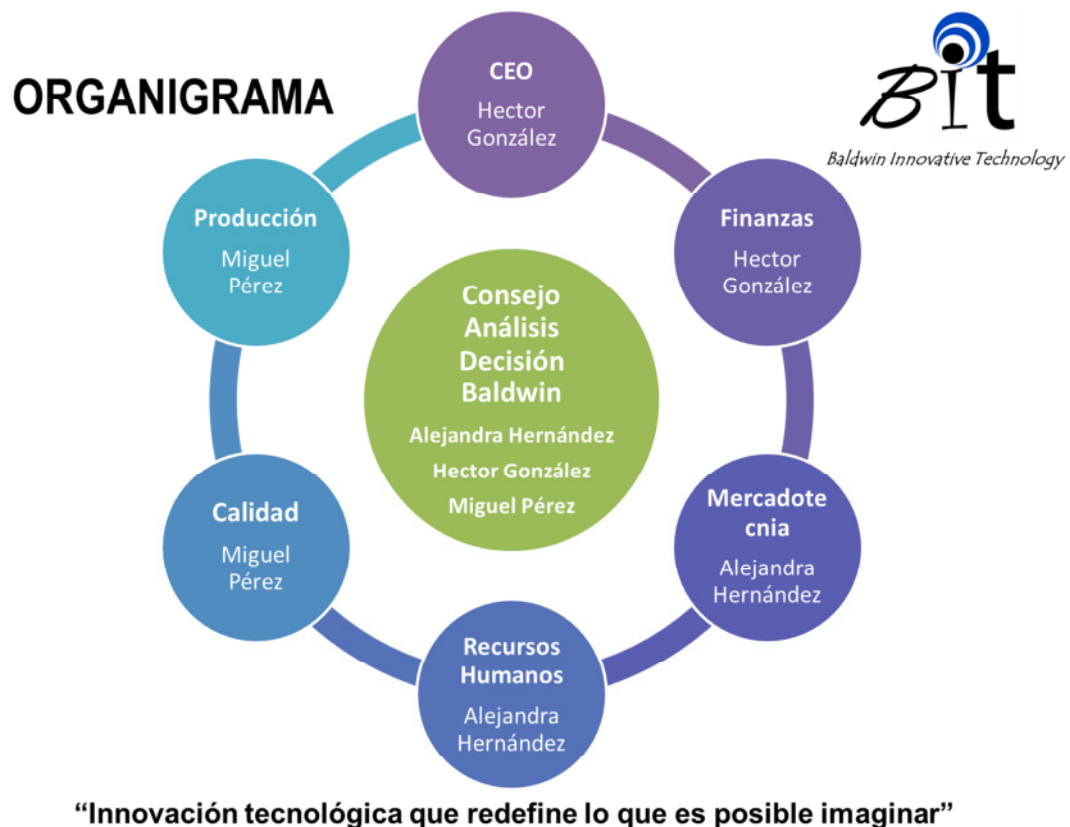 ORGANIGRAMA
BIt
Baldwin Innovative Technology
CEO
Hector
González
Finanzas
Hector
González
Mercadote
cnia
Alejandra
Hernández
Recursos
Humanos
Alejandra
Hernández
Calidad
Miguel
Pérez
Producción
Miguel
Pérez
Consejo
Análisis
Decisión
Baldwin
Alejandra Hernández
Hector González
Miguel Pérez
“Innovación tecnológica que redefine lo que es posible imaginar”